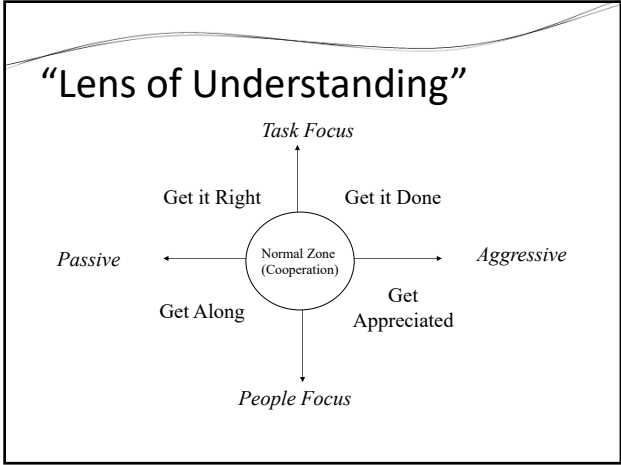 “Lens of Understanding”
Task Focus
Get it Right
Get it Done
Passive
Normal Zone
(Cooperation)
Aggressive
Get Along
Get
Appreciated
People Focus